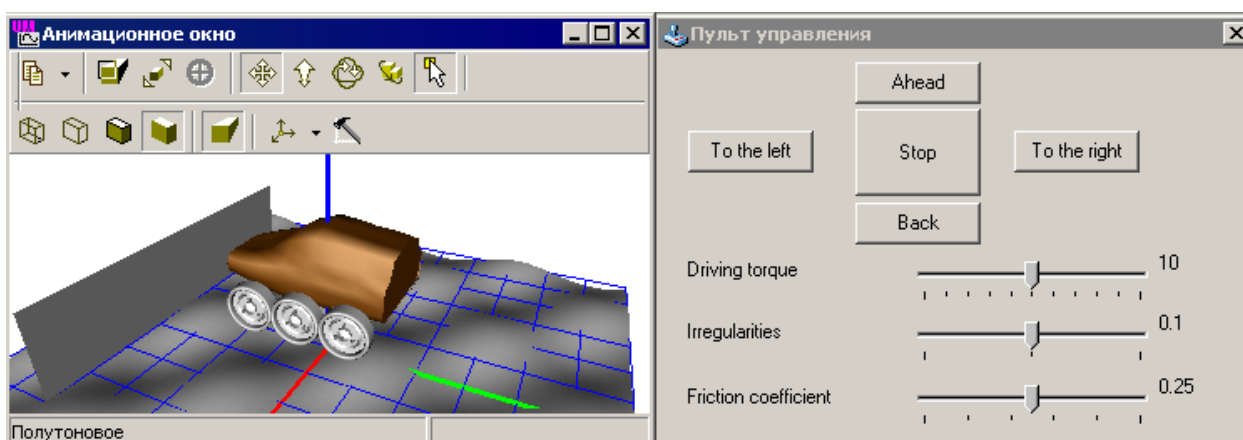 Анимационное окно
Полутоновое
Пульт управления
Ahead
To the left
Stop
To the right
Back
Driving torque
10
Irregularities
0.1
Friction coefficient
0.25